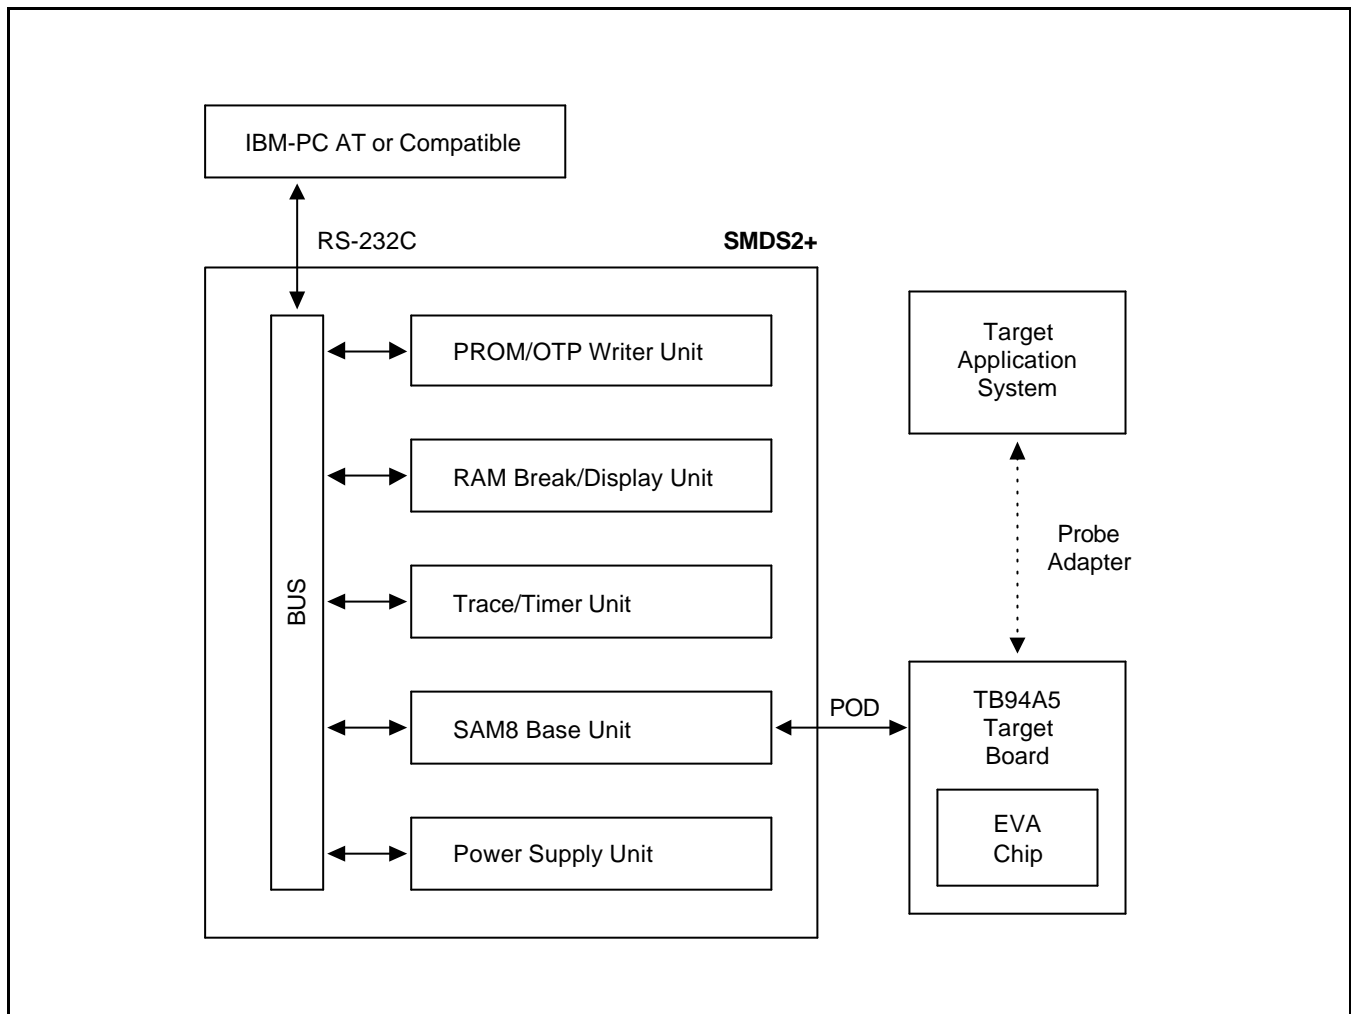 IBM-PC AT or Compatible
RS-232C
SMDS2+
PROM/OTP Writer Unit
RAM Break/Display Unit
Trace/Timer Unit
SAM8 Base Unit
Power Supply Unit
BUS
POD
Target
Application
System
Probe
Adapter
TB94A5
Target
Board
EVA
Chip